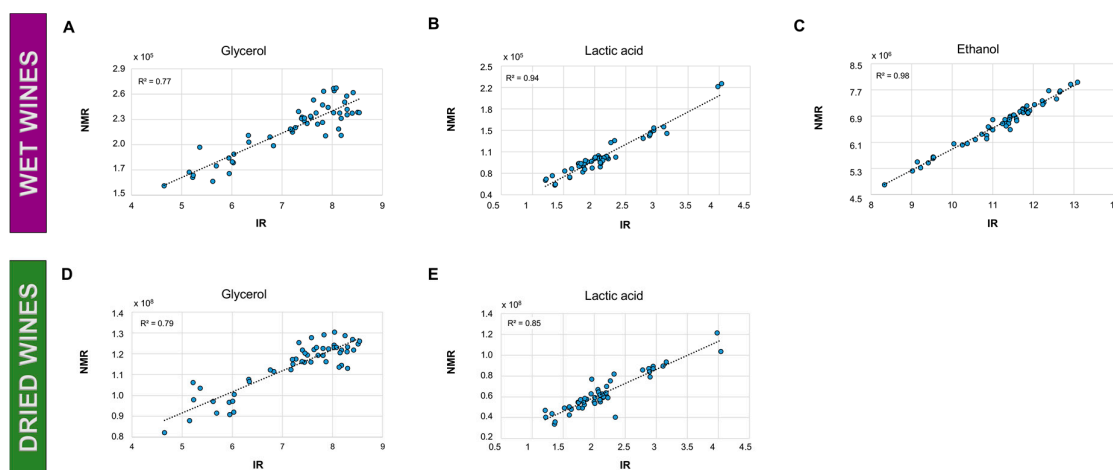 WET WINES
A
Glycerol
x 10⁵
R² = 0.77
2.9
2.6
2.3
2.0
1.7
1.5
NMR
4 5 6 7 8 9
IR
B
Lactic acid
x 10⁵
R² = 0.94
2.2
2.5
1.5
1.1
0.4
NMR
0.5 1 1.5 2 2.5 3 3.5 4 4.5
IR
C
Ethanol
x 10⁶
R² = 0.98
8.5
7.7
6.9
6.1
5.3
4.5
NMR
8 9 10 11 12 13
IR
DRIED WINES
D
Glycerol
x 10⁸
R² = 0.79
1.4
1.3
1.2
1.1
1.0
0.9
0.8
NMR
4 5 6 7 8 9
IR
E
Lactic acid
x 10⁸
R² = 0.85
1.4
1.2
1.0
0.8
0.6
0.4
0.2
NMR
0.5 1 1.5 2 2.5 3 3.5 4 4.5
IR